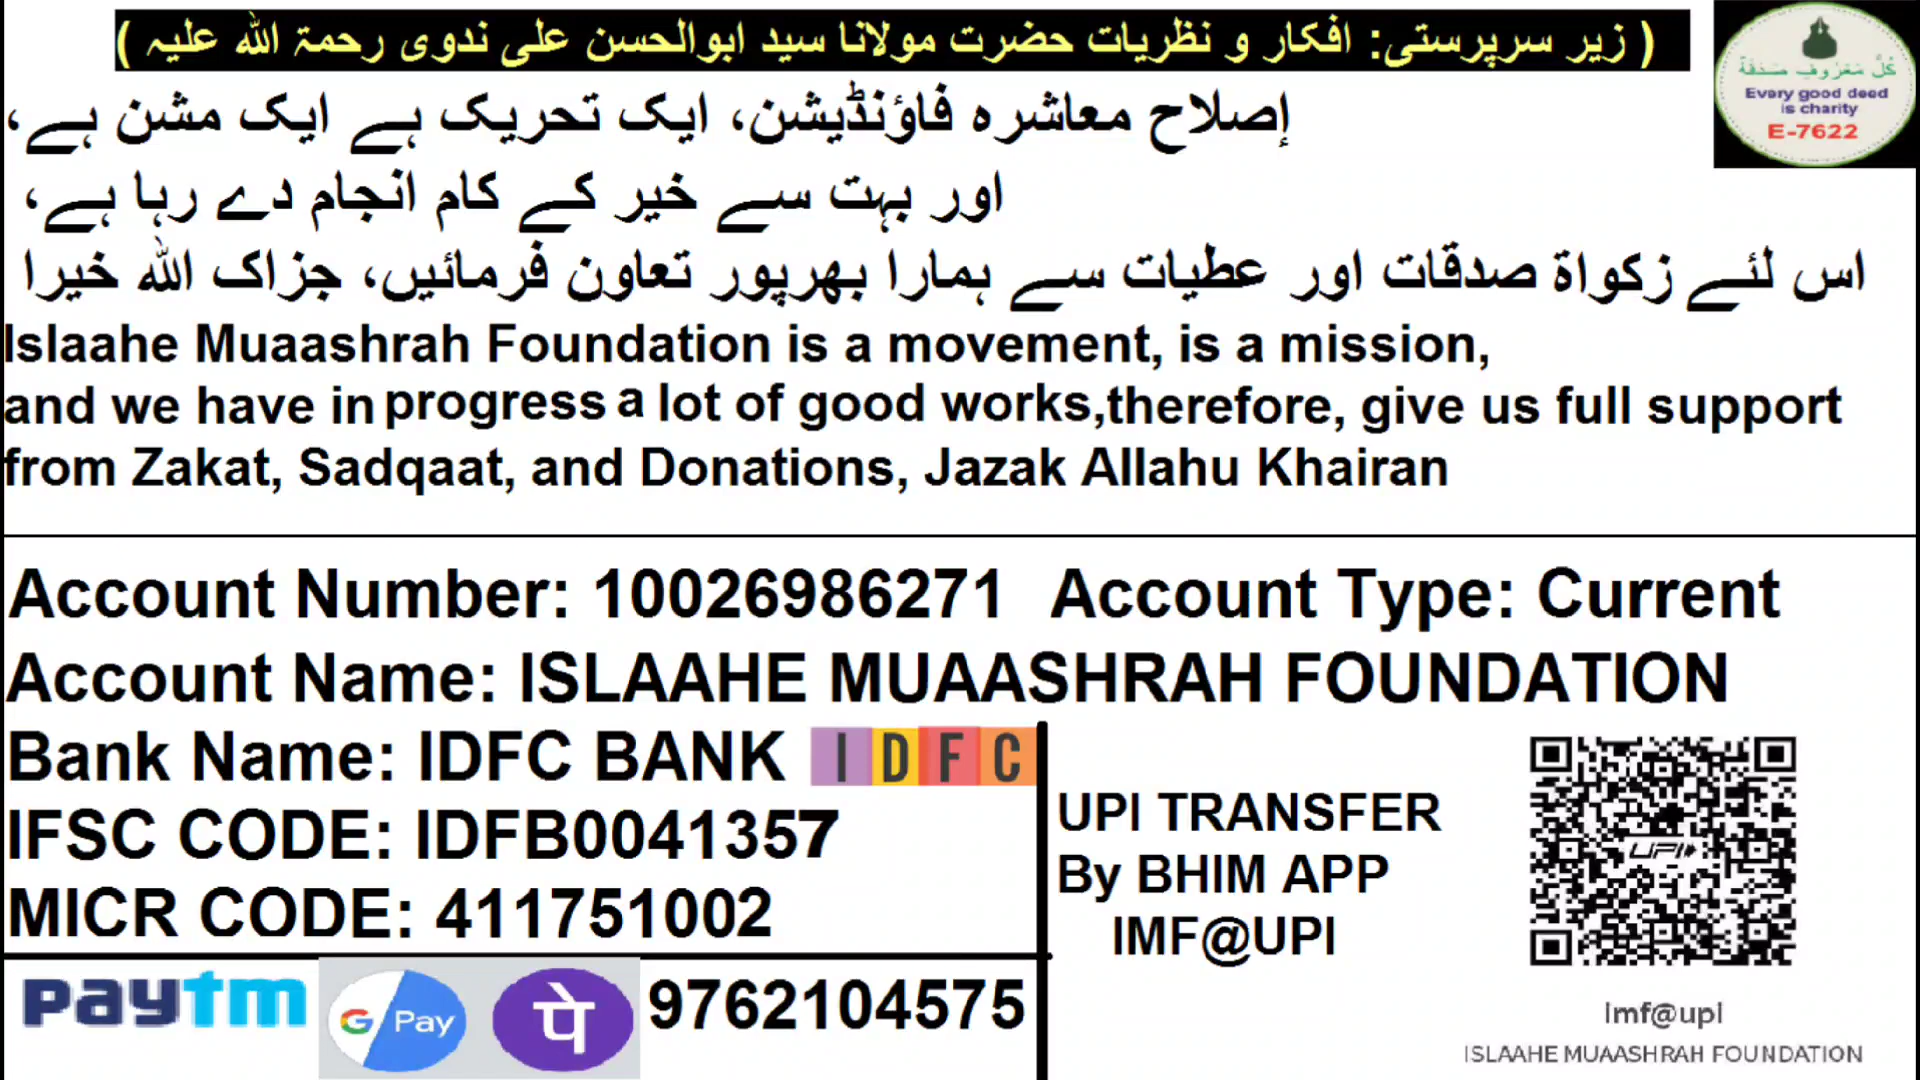 ( زیر سرپرستی: افکار و نظریات حضرت مولانا سید ابوالحسن علی ندوی رحمۃ اللہ علیہ )
كُلُّ مَعْرُوفٍ صَدَقَةٌ
Every good deed
is charity
E-7622
إصلاح معاشرہ فاؤنڈیشن، ایک تحریک ہے ایک مشن ہے،
اور بہت سے خیر کے کام انجام دے رہا ہے،
اس لئے زکواۃ صدقات اور عطیات سے ہمارا بھرپور تعاون فرمائیں، جزاک اللہ خیرا
Islaahe Muaashrah Foundation is a movement, is a mission,
and we have in progress a lot of good works,therefore, give us full support
from Zakat, Sadqaat, and Donations, Jazak Allahu Khairan
Account Number: 10026986271 Account Type: Current
Account Name: ISLAAHE MUAASHRAH FOUNDATION
Bank Name: IDFC BANK IDFC
IFSC CODE: IDFB0041357
MICR CODE: 411751002
UPI TRANSFER
By BHIM APP
IMF@UPI
UPI
imf@upi
ISLAAHE MUAASHRAH FOUNDATION
paytm G Pay पे 9762104575